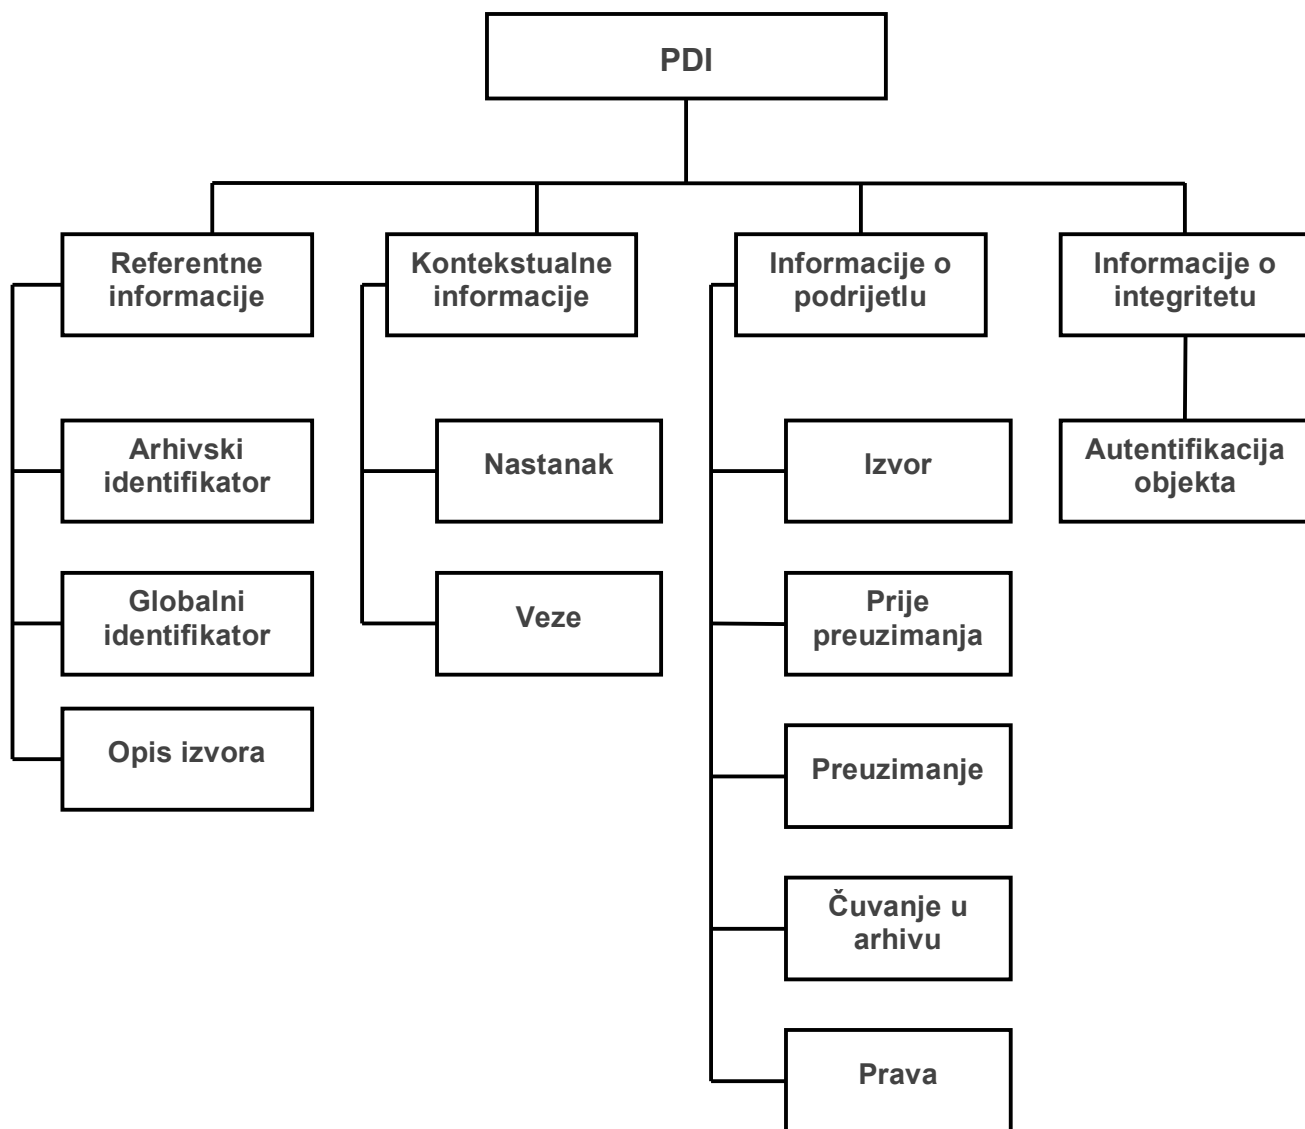 PDI
Referentne
informacije
Kontekstualne
informacije
Informacije o
podrijetlu
Informacije o
integritetu
Arhivski
identifikator
Nastanak
Izvor
Autentifikacija
objekta
Globalni
identifikator
Veze
Prije
preuzimanja
Opis izvora
Preuzimanje
Čuvanje u
arhivu
Prava